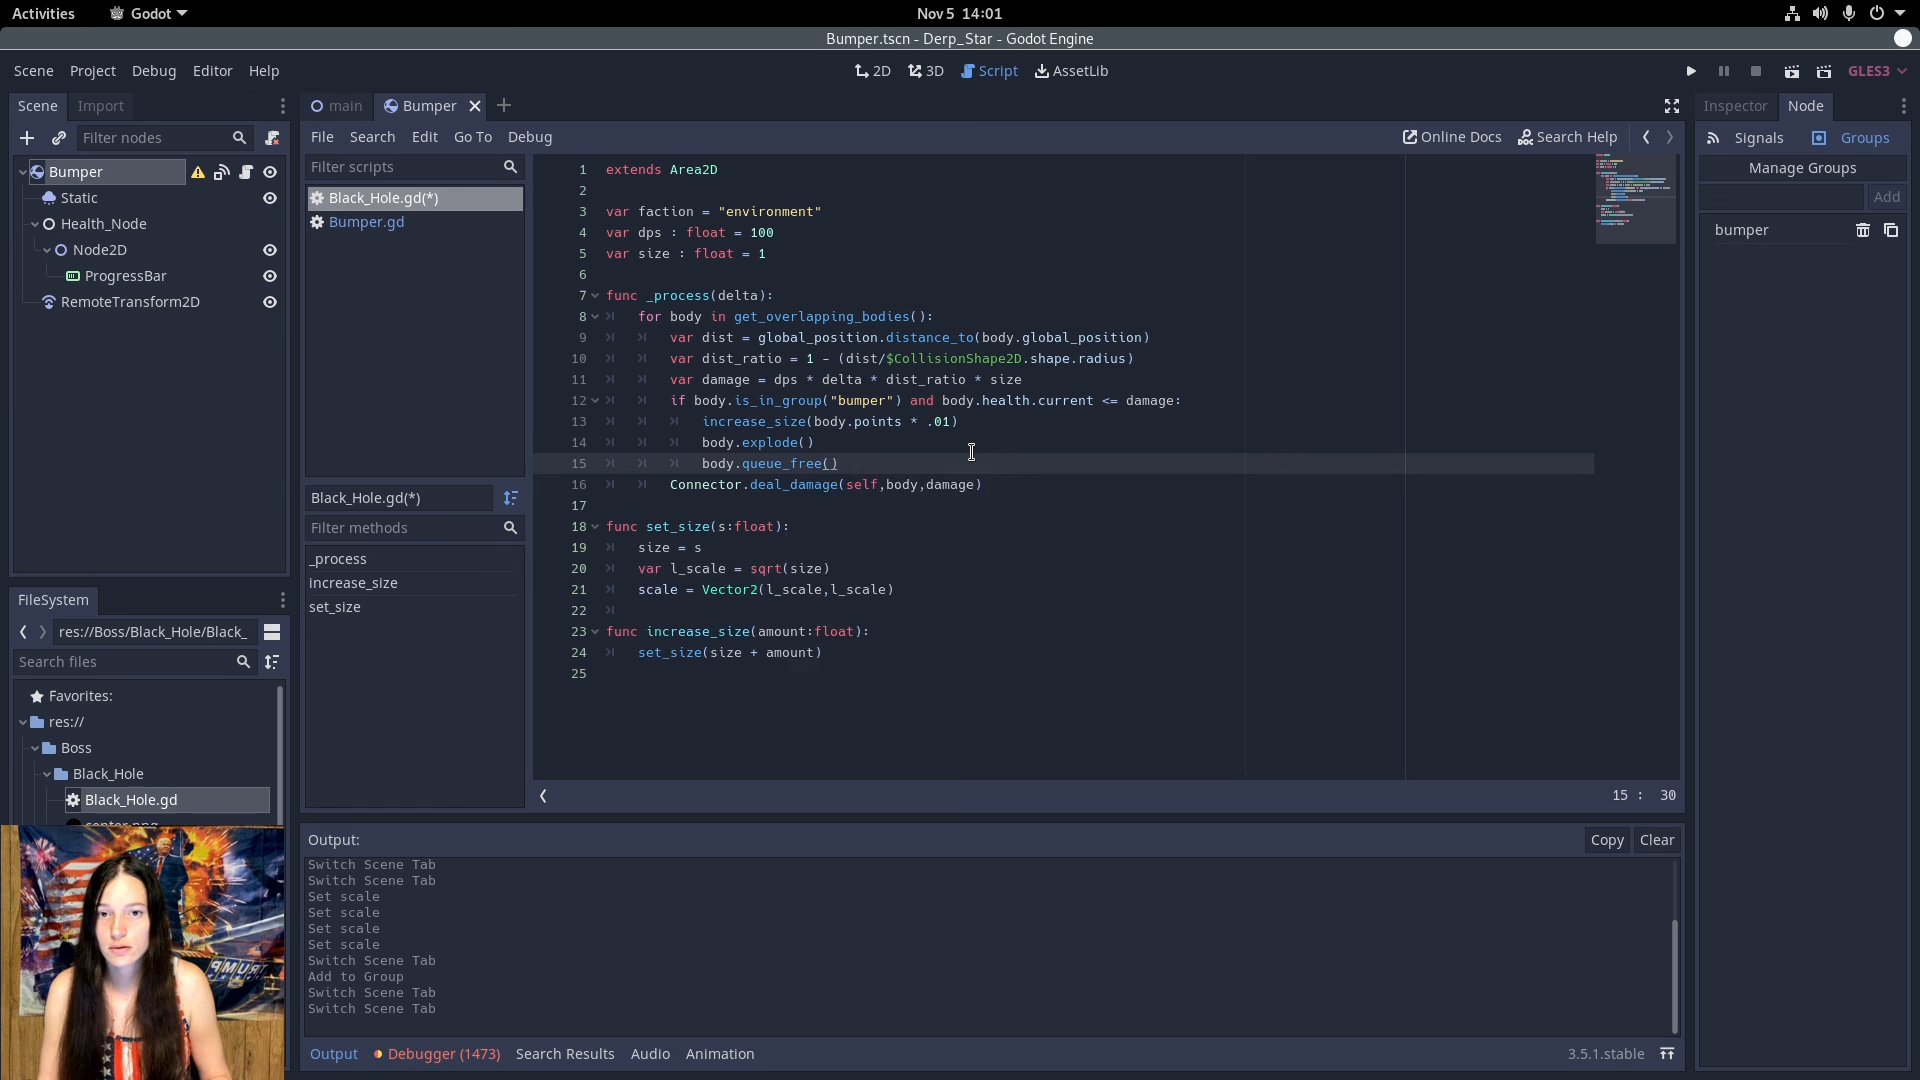 Activities
Godot
Nov 5 14:01
Bumper.tscn - Derp_Star - Godot Engine
Scene Project Debug Editor Help
2D 3D Script AssetLib
GLES3
Scene Import
Filter nodes
Bumper
Static
Health_Node
Node2D
ProgressBar
RemoteTransform2D
FileSystem
res://Boss/Black_Hole/Black_
Search files
Favorites:
res://
Boss
Black_Hole
Black_Hole.gd
center.png
main Bumper
File Search Edit Go To Debug
Online Docs Search Help
Filter scripts
Black_Hole.gd(*)
Bumper.gd
Black_Hole.gd(*)
Filter methods
_process
increase_size
set_size
1 extends Area2D
2
3 var faction = "environment"
4 var dps : float = 100
5 var size : float = 1
6
7 func _process(delta):
8 for body in get_overlapping_bodies():
9 var dist = global_position.distance_to(body.global_position)
10 var dist_ratio = 1 - (dist/$CollisionShape2D.shape.radius)
11 var damage = dps * delta * dist_ratio * size
12 if body.is_in_group("bumper") and body.health.current <= damage:
13 increase_size(body.points * .01)
14 body.explode()
15 body.queue_free()
16 Connector.deal_damage(self,body,damage)
17
18 func set_size(s:float):
19 size = s
20 var l_scale = sqrt(size)
21 scale = Vector2(l_scale,l_scale)
22
23 func increase_size(amount:float):
24 set_size(size + amount)
25
15 : 30
Output:
Copy Clear
Switch Scene Tab
Switch Scene Tab
Set scale
Set scale
Set scale
Set scale
Switch Scene Tab
Add to Group
Switch Scene Tab
Switch Scene Tab
Output Debugger (1473) Search Results Audio Animation
3.5.1.stable
Inspector Node
Signals Groups
Manage Groups
Add
bumper
TRUMP